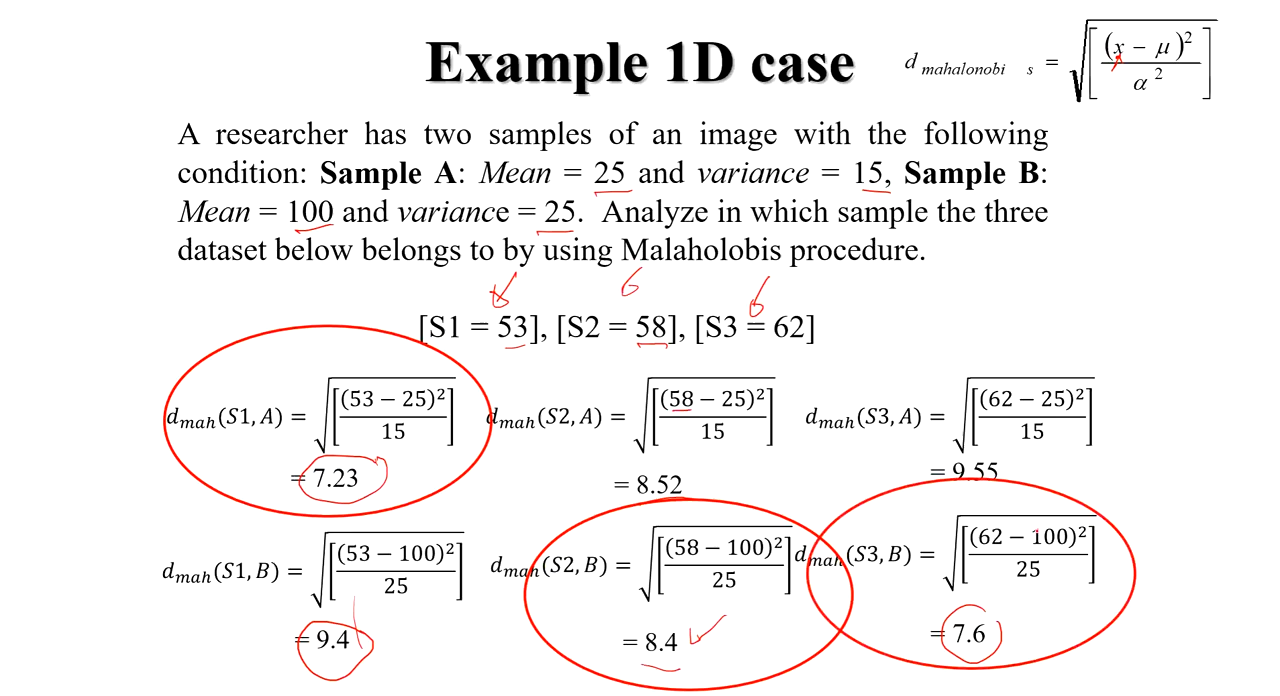 Example 1D case
d mahalonobi s = √[(x − μ)² / α²]
A researcher has two samples of an image with the following
condition: Sample A: Mean = 25 and variance = 15, Sample B:
Mean = 100 and variance = 25. Analyze in which sample the three
dataset below belongs to by using Malaholobis procedure.
[S1 = 53], [S2 = 58], [S3 = 62]
d_mah(S1, A) = √[(53 − 25)² / 15]
= 7.23
d_mah(S2, A) = √[(58 − 25)² / 15]
= 8.52
d_mah(S3, A) = √[(62 − 25)² / 15]
= 9.55
d_mah(S1, B) = √[(53 − 100)² / 25]
= 9.4
d_mah(S2, B) = √[(58 − 100)² / 25]
= 8.4
d_mah(S3, B) = √[(62 − 100)² / 25]
= 7.6